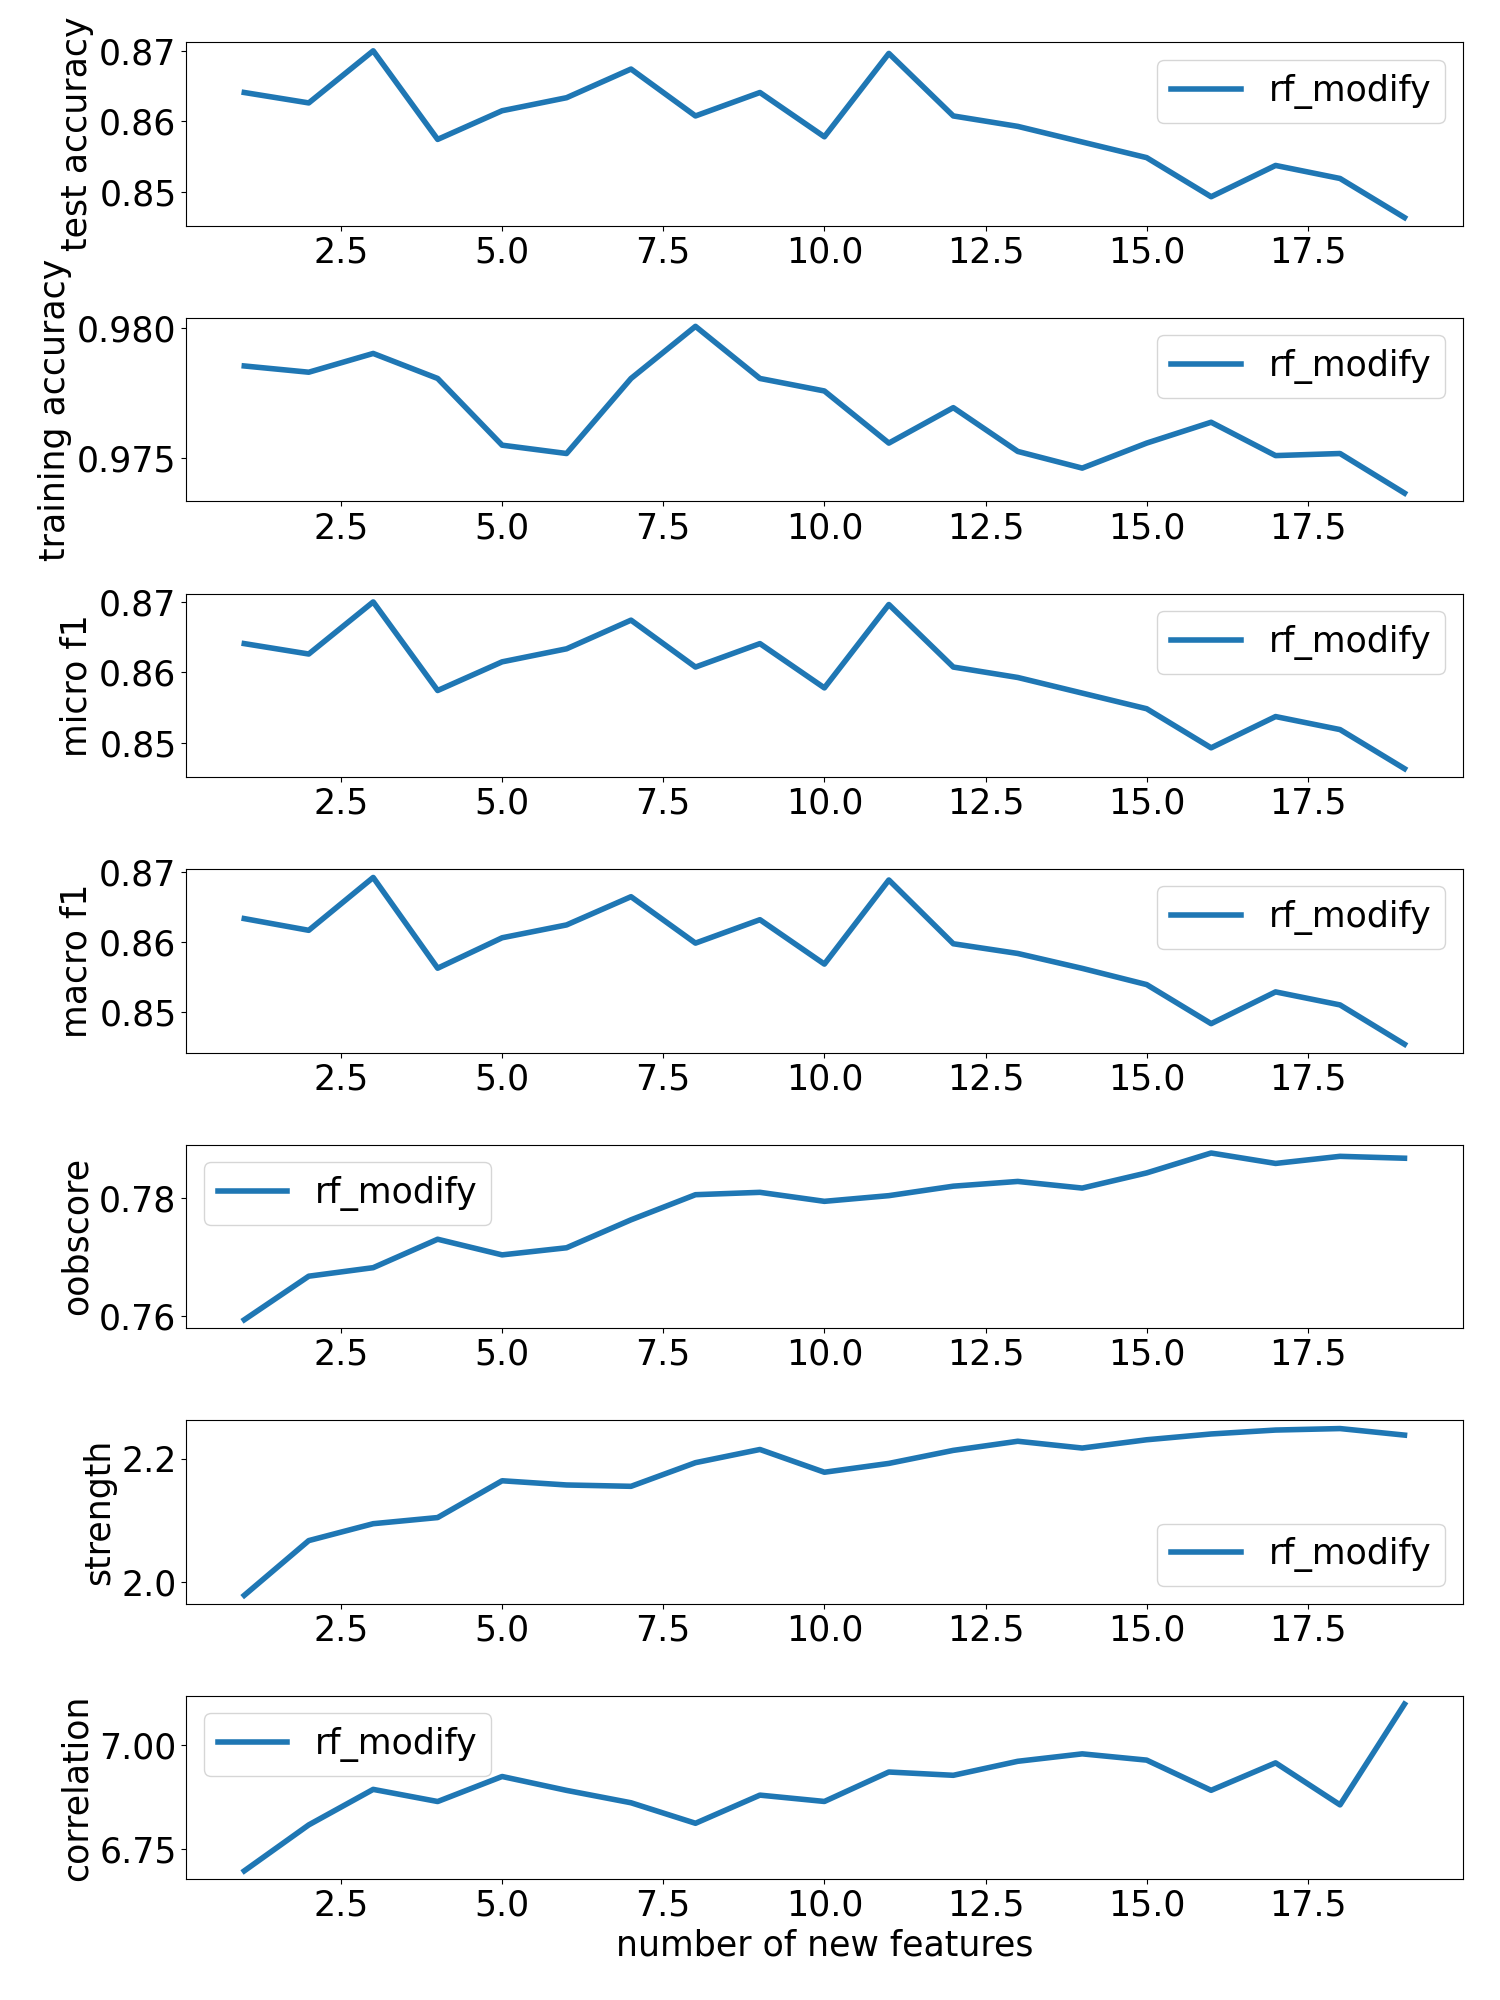 test accuracy
0.87
0.86
0.85
rf_modify
2.5 5.0 7.5 10.0 12.5 15.0 17.5
training accuracy
0.980
0.975
rf_modify
2.5 5.0 7.5 10.0 12.5 15.0 17.5
micro f1
0.87
0.86
0.85
rf_modify
2.5 5.0 7.5 10.0 12.5 15.0 17.5
macro f1
0.87
0.86
0.85
rf_modify
2.5 5.0 7.5 10.0 12.5 15.0 17.5
oobscore
0.78
0.76
rf_modify
2.5 5.0 7.5 10.0 12.5 15.0 17.5
strength
2.2
2.0
rf_modify
2.5 5.0 7.5 10.0 12.5 15.0 17.5
correlation
7.00
6.75
rf_modify
2.5 5.0 7.5 10.0 12.5 15.0 17.5
number of new features